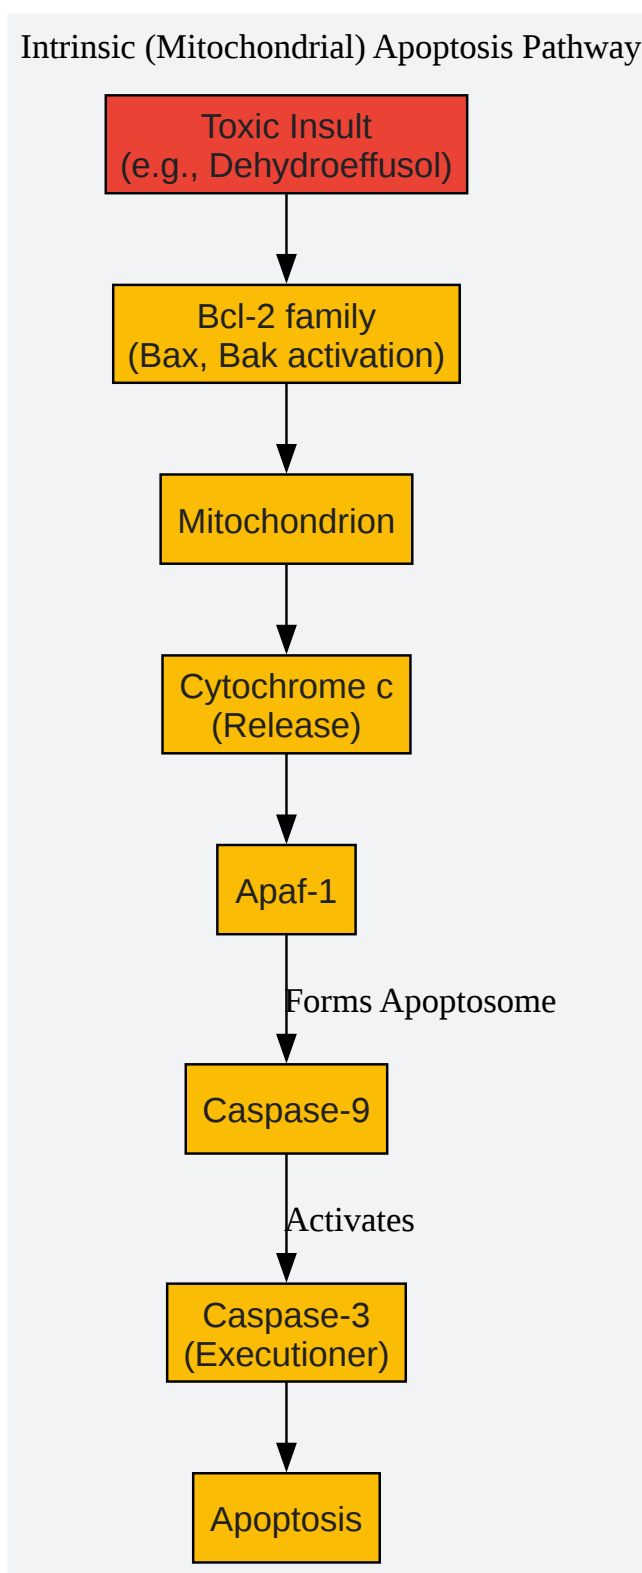 Intrinsic (Mitochondrial) Apoptosis Pathway
Toxic Insult
(e.g., Dehydroeffusol)
Bcl-2 family
(Bax, Bak activation)
Mitochondrion
Cytochrome c
(Release)
Apaf-1
Forms Apoptosome
Caspase-9
Activates
Caspase-3
(Executioner)
Apoptosis